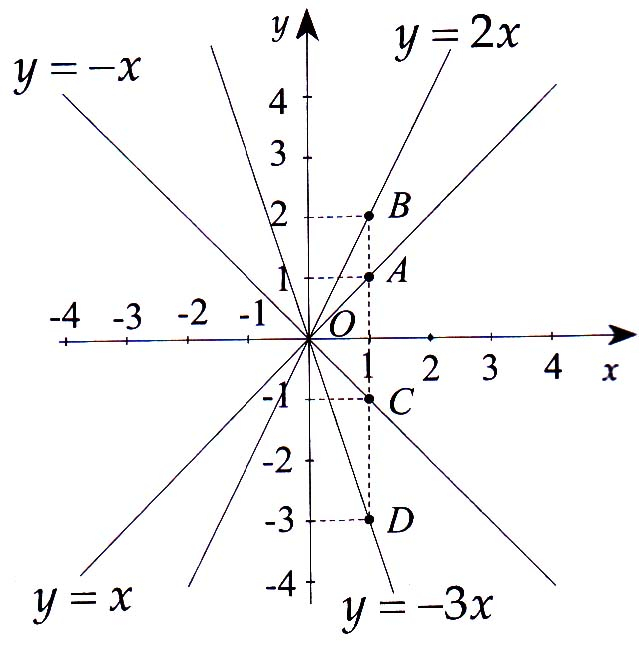 y
y = 2x
y = −x
4
3
2
B
1
A
-4 -3 -2 -1
O
1 2 3 4 x
-1
C
-2
-3
D
-4
y = x
y = −3x